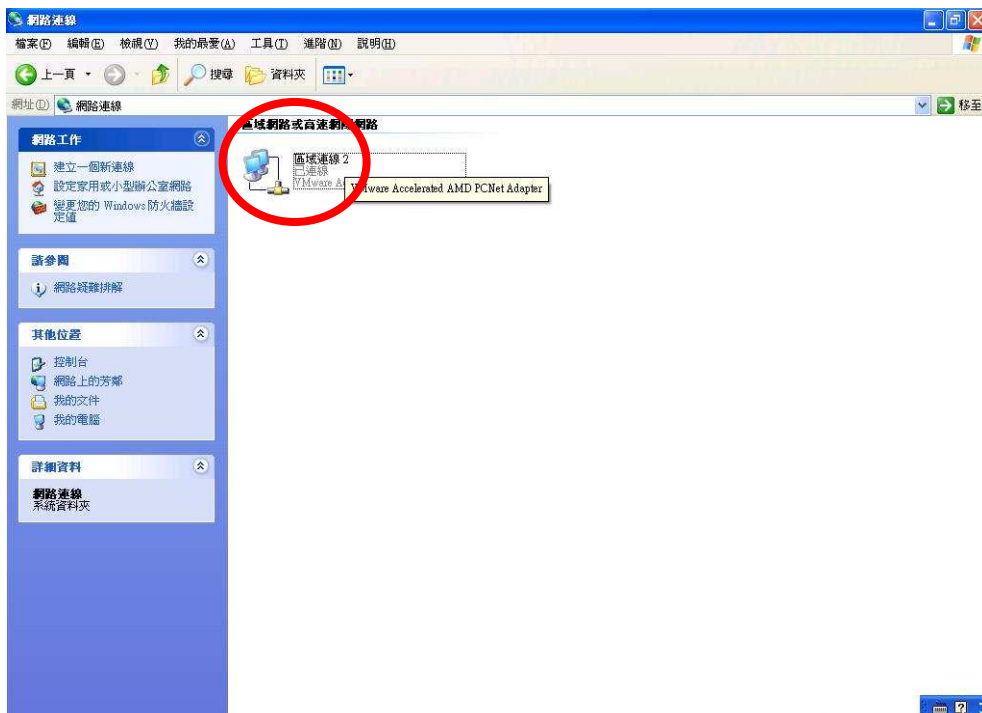 網路連線
檔案(F) 編輯(E) 檢視(V) 我的最愛(A) 工具(T) 進階(N) 說明(H)
上一頁 搜尋 資料夾
網址(D) 網路連線 移至
網路工作
建立一個新連線
設定家用或小型辦公室網路
變更您的 Windows 防火牆設
定值
請參閱
網路疑難排解
其他位置
控制台
網路上的芳鄰
我的文件
我的電腦
詳細資料
網路連線
系統資料夾
區域網路或高速網際網路
區域連線 2
已連線
VMware A
VMware Accelerated AMD PCNet Adapter